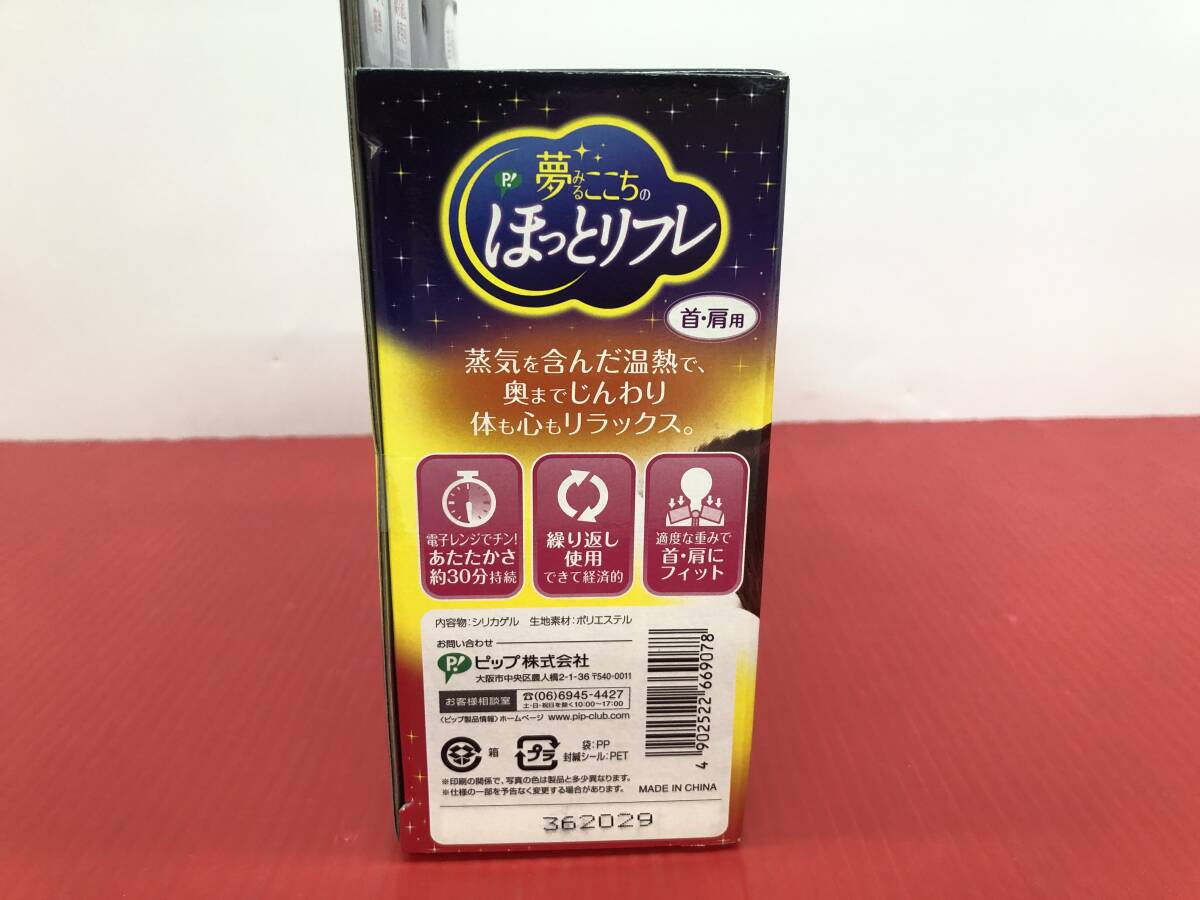 P!
夢みるここちの
ほっとリフレ
首・肩用
蒸気を含んだ温熱で、
奥までじんわり
体も心もリラックス。
電子レンジでチン!
あたたかさ
約30分持続
繰り返し
使用
できて経済的
適度な重みで
首・肩に
フィット
内容物:シリカゲル 生地素材:ポリエステル
お問い合わせ
P! ピップ株式会社
大阪市中央区農人橋2-1-36 〒540-0011
お客様相談室
☎(06)6945-4427
土・日・祝日を除く10:00〜17:00
〈ピップ製品情報〉ホームページ www.pip-club.com
箱
プラ
袋:PP
封緘シール:PET
※印刷の関係で、写真の色は製品と多少異なります。
※仕様の一部を予告なく変更する場合があります。
MADE IN CHINA
4 902522 669078
362029